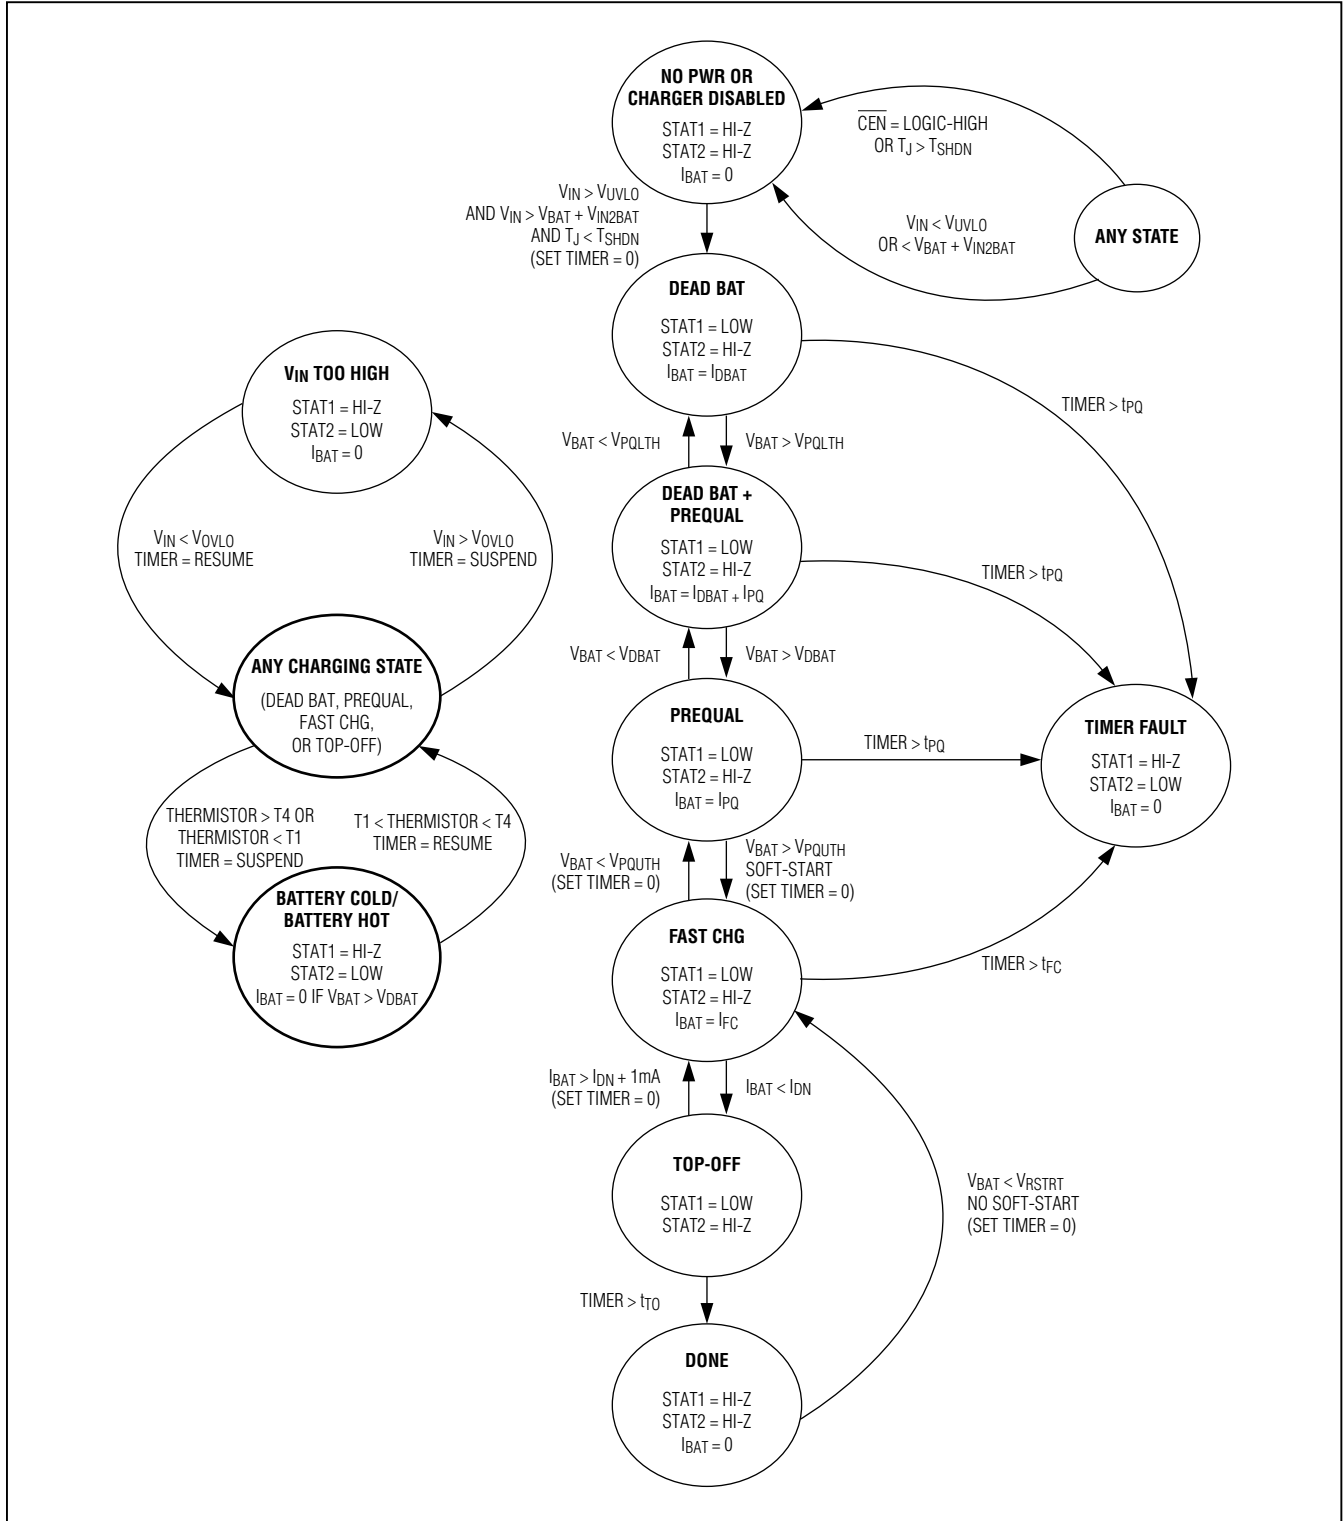 NO PWR OR
CHARGER DISABLED
STAT1 = HI-Z
STAT2 = HI-Z
IBAT = 0
CEN = LOGIC-HIGH
OR TJ > TSHDN
VIN < VUVLO
OR < VBAT + VIN2BAT
ANY STATE
VIN > VUVLO
AND VIN > VBAT + VIN2BAT
AND TJ < TSHDN
(SET TIMER = 0)
DEAD BAT
STAT1 = LOW
STAT2 = HI-Z
IBAT = IDBAT
TIMER > tPQ
VBAT < VPQLTH
VBAT > VPQLTH
DEAD BAT +
PREQUAL
STAT1 = LOW
STAT2 = HI-Z
IBAT = IDBAT + IPQ
TIMER > tPQ
VBAT < VDBAT
VBAT > VDBAT
PREQUAL
STAT1 = LOW
STAT2 = HI-Z
IBAT = IPQ
TIMER > tPQ
TIMER FAULT
STAT1 = HI-Z
STAT2 = LOW
IBAT = 0
VBAT < VPQUTH
(SET TIMER = 0)
VBAT > VPQUTH
SOFT-START
(SET TIMER = 0)
FAST CHG
STAT1 = LOW
STAT2 = HI-Z
IBAT = IFC
TIMER > tFC
IBAT > IDN + 1mA
(SET TIMER = 0)
IBAT < IDN
TOP-OFF
STAT1 = LOW
STAT2 = HI-Z
VBAT < VRSTRT
NO SOFT-START
(SET TIMER = 0)
TIMER > tTO
DONE
STAT1 = HI-Z
STAT2 = HI-Z
IBAT = 0
VIN TOO HIGH
STAT1 = HI-Z
STAT2 = LOW
IBAT = 0
VIN < VOVLO
TIMER = RESUME
VIN > VOVLO
TIMER = SUSPEND
ANY CHARGING STATE
(DEAD BAT, PREQUAL,
FAST CHG,
OR TOP-OFF)
THERMISTOR > T4 OR
THERMISTOR < T1
TIMER = SUSPEND
T1 < THERMISTOR < T4
TIMER = RESUME
BATTERY COLD/
BATTERY HOT
STAT1 = HI-Z
STAT2 = LOW
IBAT = 0 IF VBAT > VDBAT